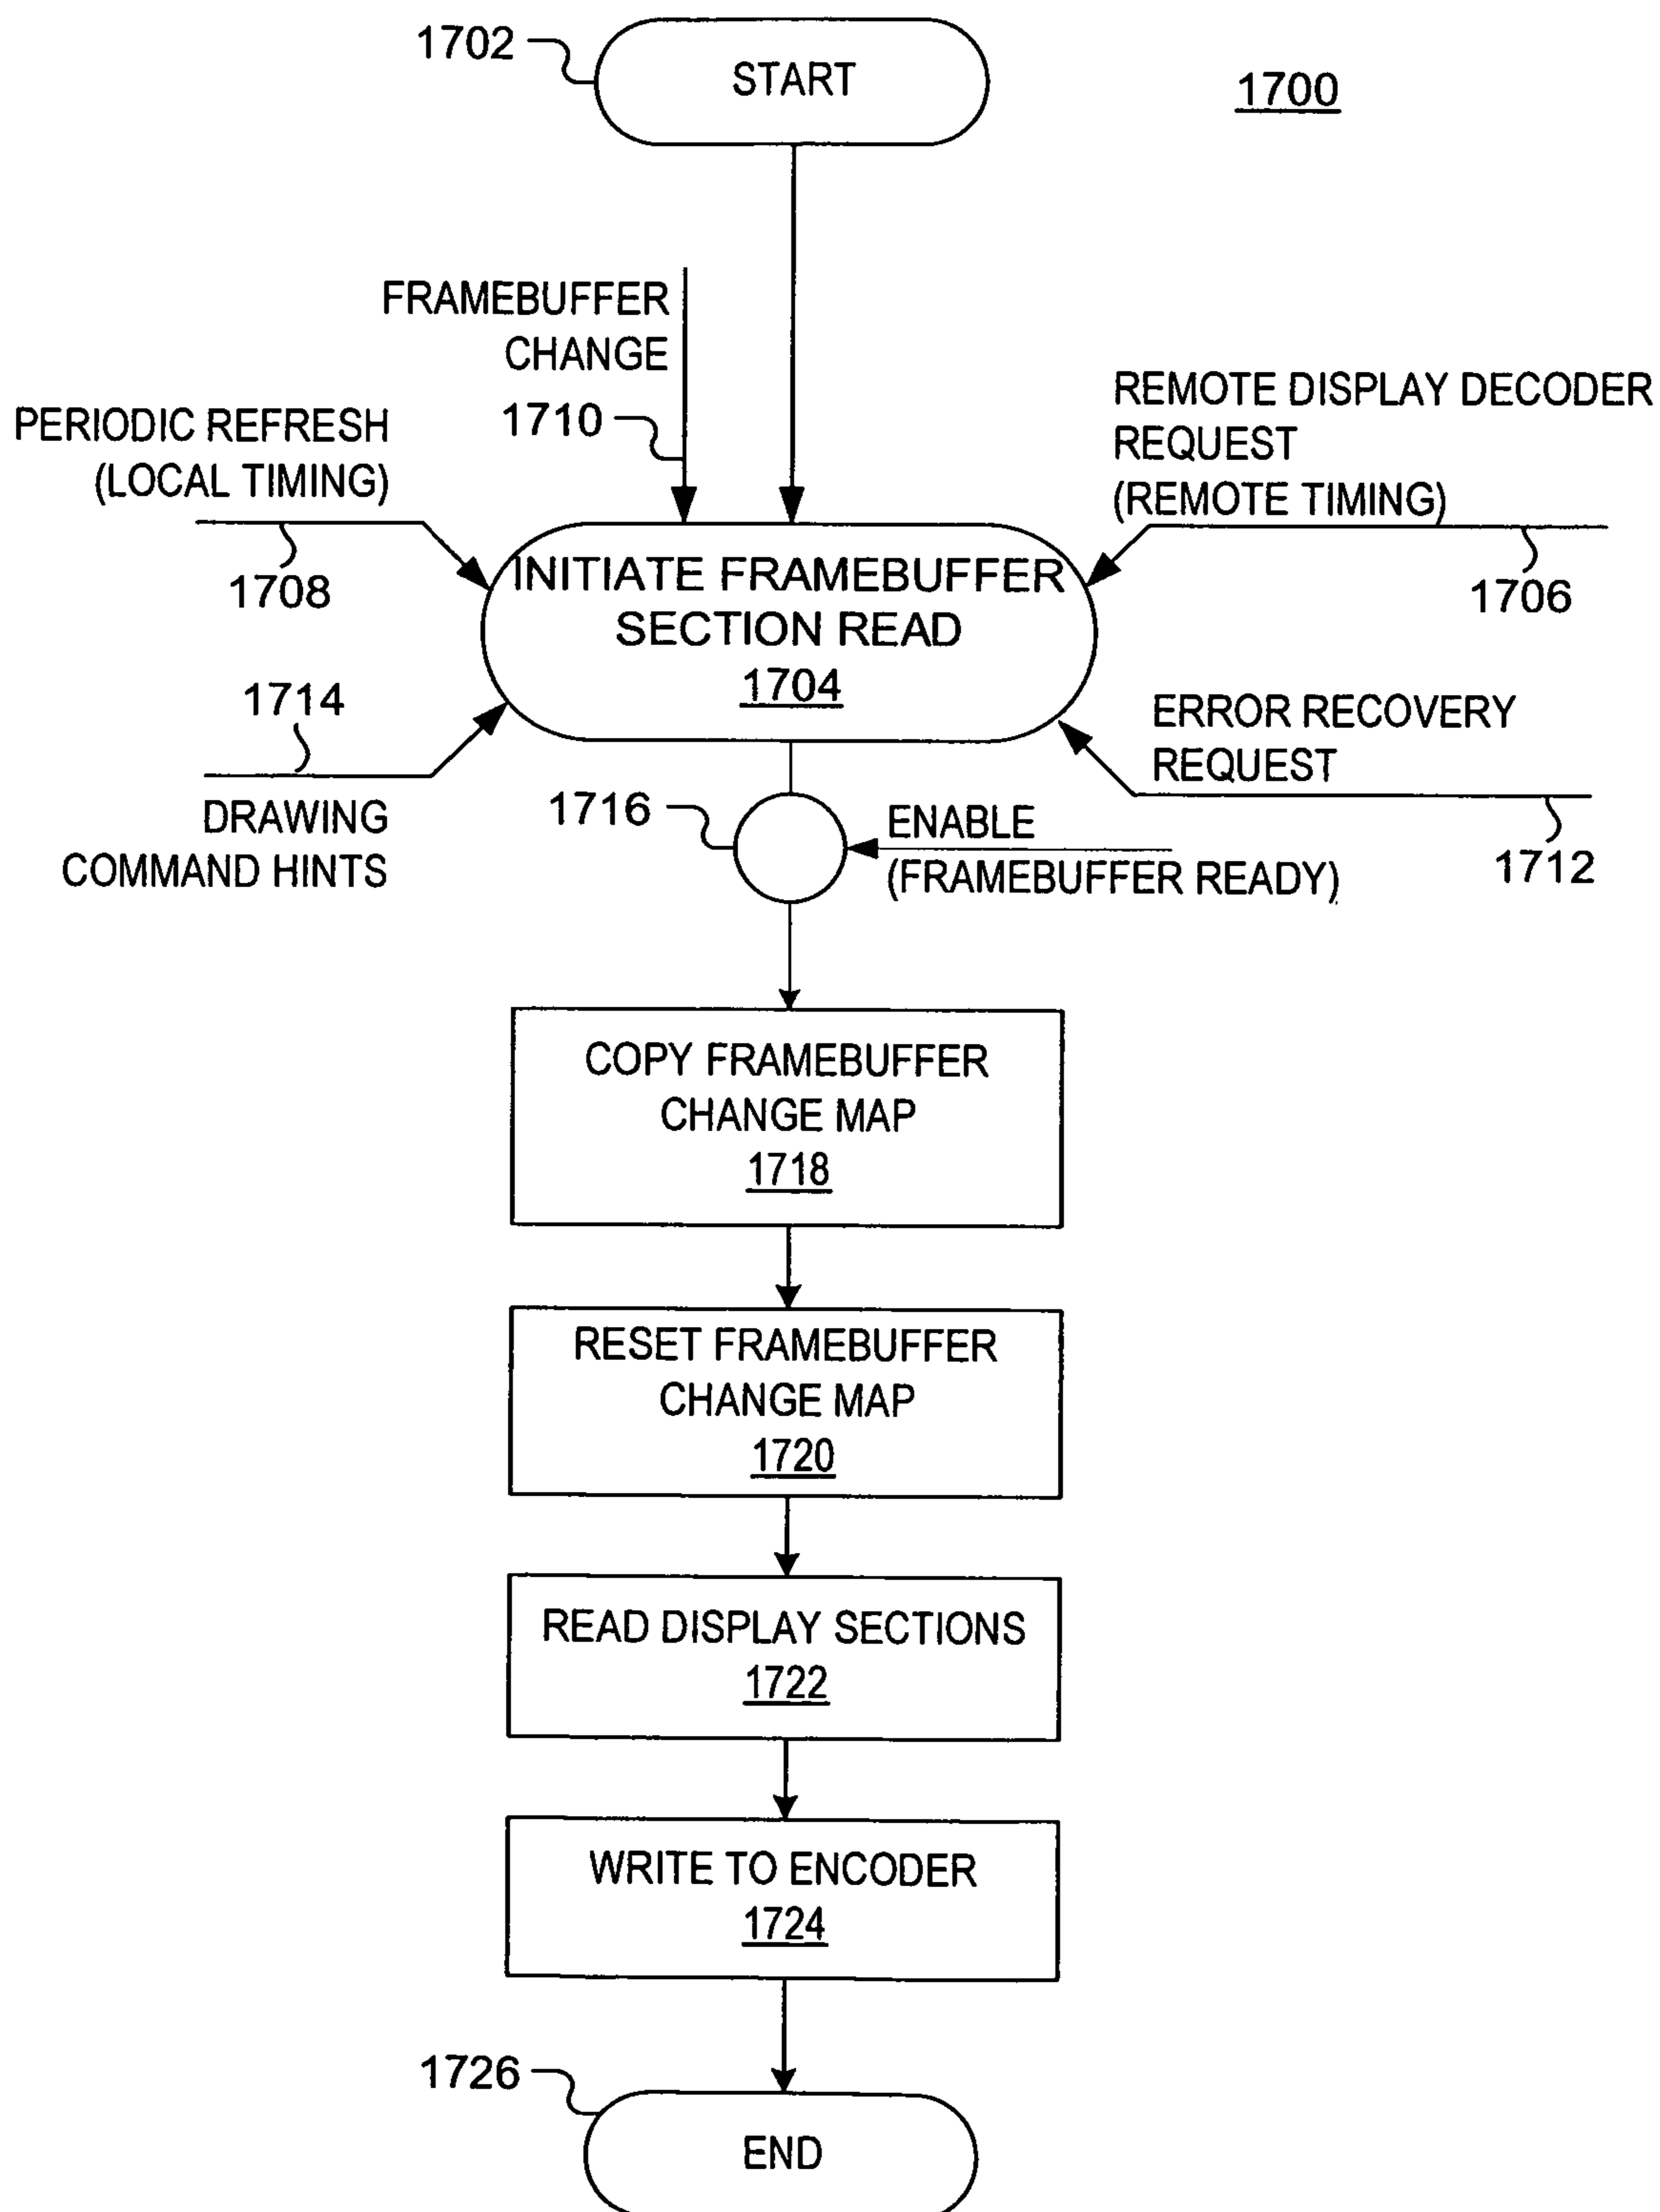 1702
START
1700
FRAMEBUFFER
CHANGE
1710
PERIODIC REFRESH
(LOCAL TIMING)
1708
REMOTE DISPLAY DECODER
REQUEST
(REMOTE TIMING)
1706
INITIATE FRAMEBUFFER
SECTION READ
1704
1714
DRAWING
COMMAND HINTS
ERROR RECOVERY
REQUEST
1712
1716
ENABLE
(FRAMEBUFFER READY)
COPY FRAMEBUFFER
CHANGE MAP
1718
RESET FRAMEBUFFER
CHANGE MAP
1720
READ DISPLAY SECTIONS
1722
WRITE TO ENCODER
1724
1726
END